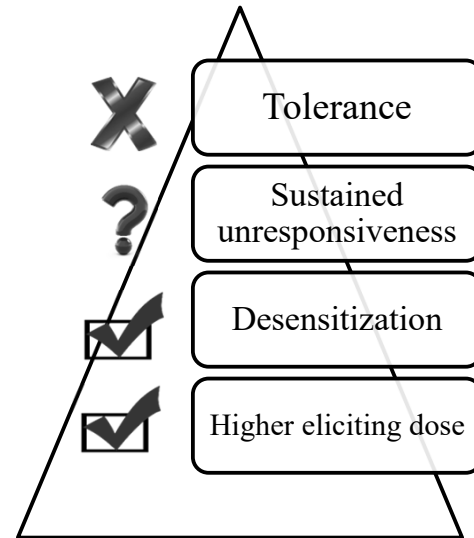 Tolerance
Sustained
unresponsiveness
Desensitization
Higher eliciting dose